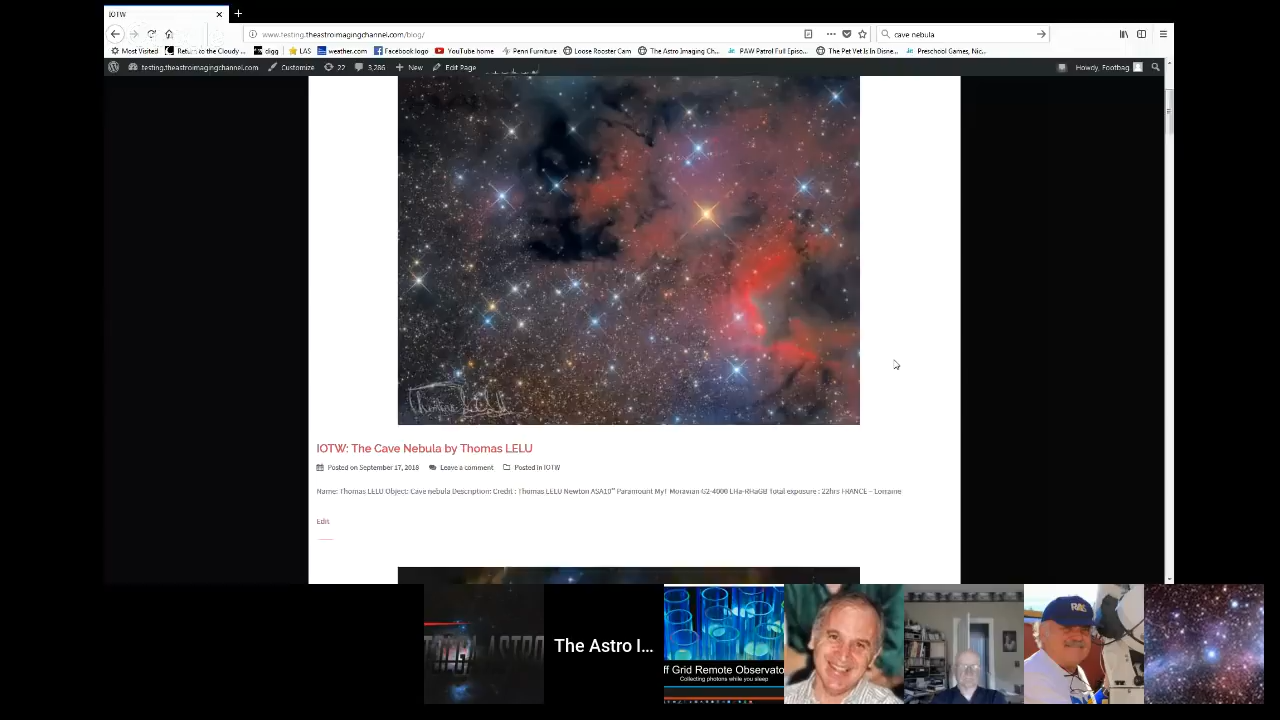 IOTW
www.testing.theastroimagingchannel.com/blog/
cave nebula
Most Visited Return to the Cloudy ... digg LAS weather.com Facebook logo YouTube home Penn Furniture Loose Rooster Cam The Astro Imaging Ch... PAW Patrol Full Episo... The Pet Vet Is In Disne... Preschool Games, Nic...
testing.theastroimagingchannel.com Customize 22 3,286 New Edit Page Howdy, Footbag
IOTW: The Cave Nebula by Thomas LELU
Posted on September 17, 2018 Leave a comment Posted in IOTW
Name: Thomas LELU Object: Cave nebula Description: Credit : Thomas LELU Newton ASA10" Paramount MyT Moravian G2-4000 LHa-RHaGB Total exposure : 22hrs FRANCE – Lorraine
Edit
The Astro I...
ff Grid Remote Observato
Collecting photons while you sleep
RAS